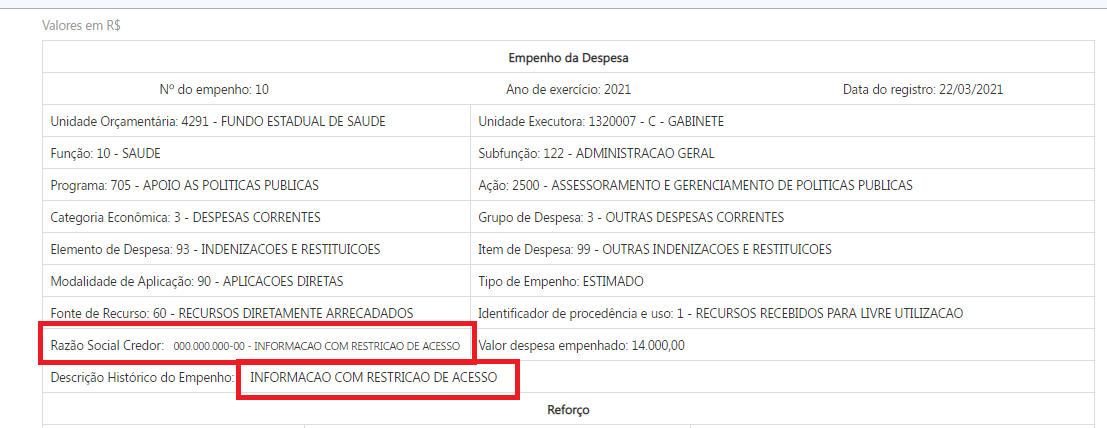 Valores em R$
Empenho da Despesa
Nº do empenho: 10 Ano de exercício: 2021 Data do registro: 22/03/2021
Unidade Orçamentária: 4291 - FUNDO ESTADUAL DE SAUDE Unidade Executora: 1320007 - C - GABINETE
Função: 10 - SAUDE Subfunção: 122 - ADMINISTRACAO GERAL
Programa: 705 - APOIO AS POLITICAS PUBLICAS Ação: 2500 - ASSESSORAMENTO E GERENCIAMENTO DE POLITICAS PUBLICAS
Categoria Econômica: 3 - DESPESAS CORRENTES Grupo de Despesa: 3 - OUTRAS DESPESAS CORRENTES
Elemento de Despesa: 93 - INDENIZACOES E RESTITUICOES Item de Despesa: 99 - OUTRAS INDENIZACOES E RESTITUICOES
Modalidade de Aplicação: 90 - APLICACOES DIRETAS Tipo de Empenho: ESTIMADO
Fonte de Recurso: 60 - RECURSOS DIRETAMENTE ARRECADADOS Identificador de procedência e uso: 1 - RECURSOS RECEBIDOS PARA LIVRE UTILIZACAO
Razão Social Credor: 000.000.000-00 - INFORMACAO COM RESTRICAO DE ACESSO Valor despesa empenhado: 14.000,00
Descrição Histórico do Empenho: INFORMACAO COM RESTRICAO DE ACESSO
Reforço